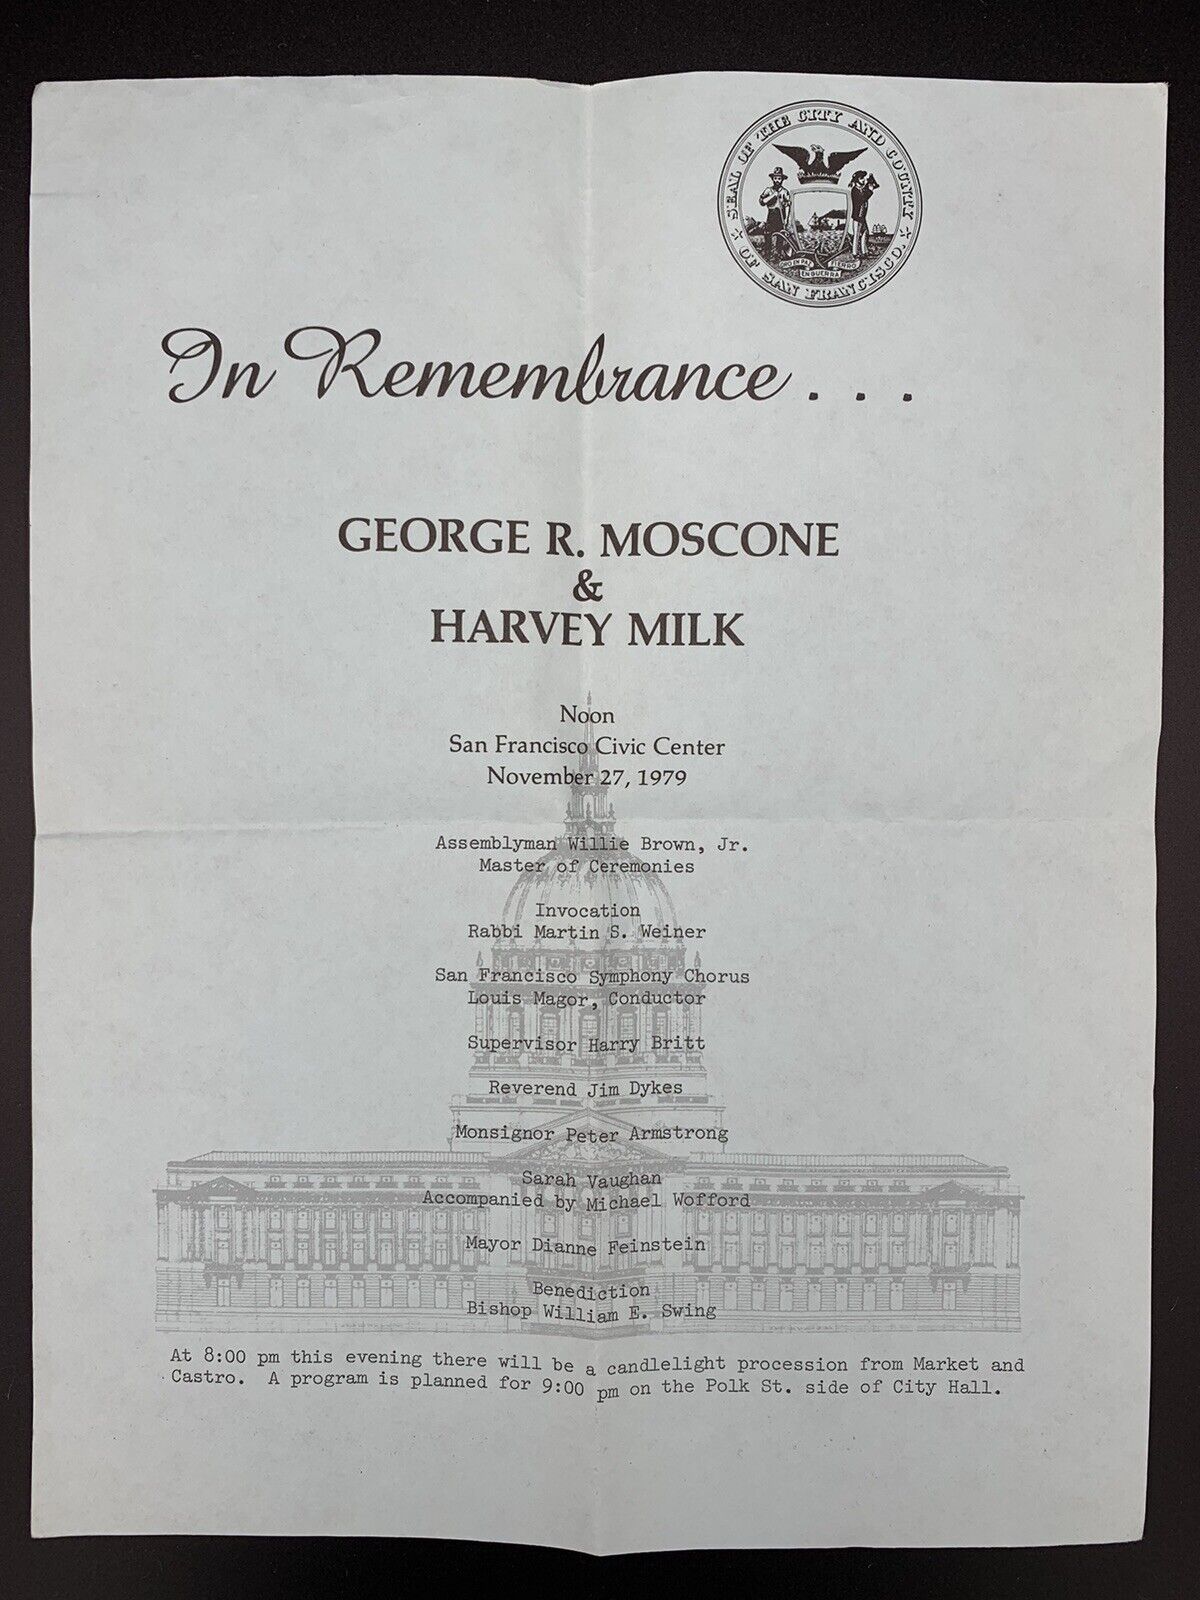 SEAL OF THE CITY AND COUNTY
OF SAN FRANCISCO.
ORO EN PAZ
FIERRO
EN GUERRA
In Remembrance . . .
GEORGE R. MOSCONE
&
HARVEY MILK
Noon
San Francisco Civic Center
November 27, 1979
Assemblyman Willie Brown, Jr.
Master of Ceremonies
Invocation
Rabbi Martin S. Weiner
San Francisco Symphony Chorus
Louis Magor, Conductor
Supervisor Harry Britt
Reverend Jim Dykes
Monsignor Peter Armstrong
Sarah Vaughan
Accompanied by Michael Wofford
Mayor Dianne Feinstein
Benediction
Bishop William E. Swing
At 8:00 pm this evening there will be a candlelight procession from Market and
Castro. A program is planned for 9:00 pm on the Polk St. side of City Hall.